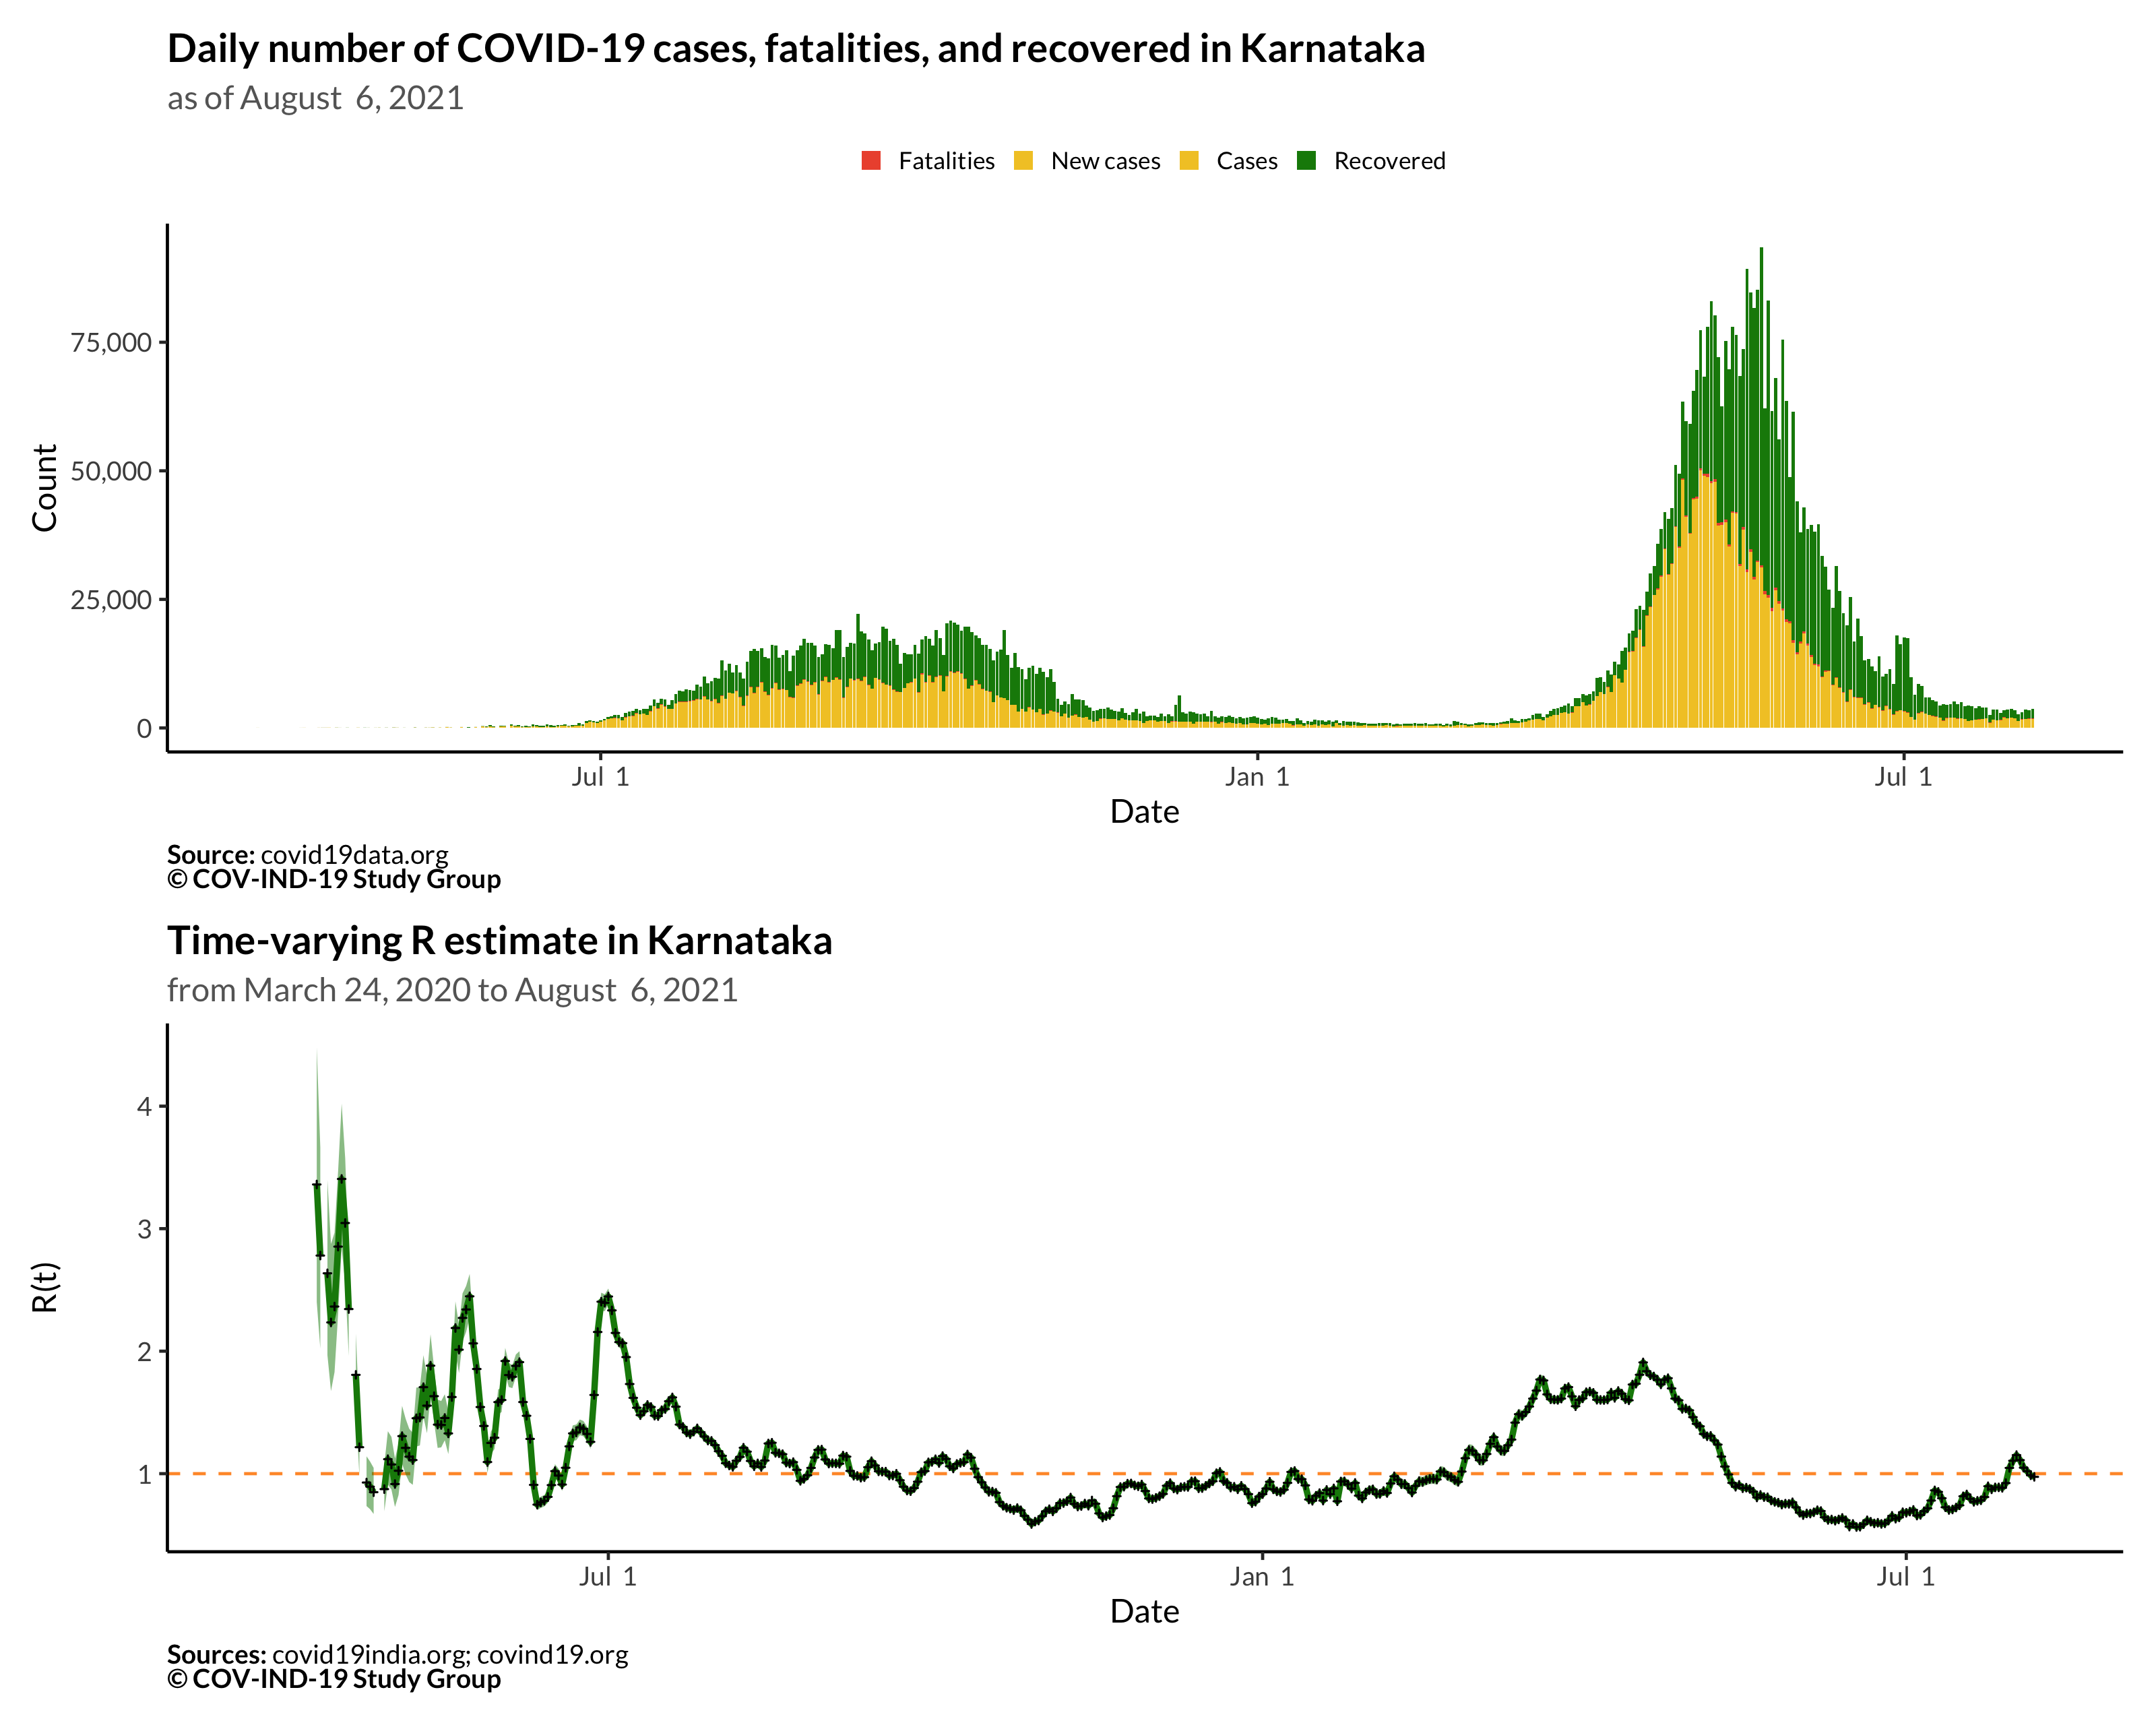 Daily number of COVID-19 cases, fatalities, and recovered in Karnataka
as of August  6, 2021
Fatalities New cases Cases Recovered
75,000
50,000
25,000
0
Count
Jul  1 Jan  1 Jul  1
Date
Source: covid19data.org
© COV-IND-19 Study Group
Time-varying R estimate in Karnataka
from March 24, 2020 to August  6, 2021
4
3
2
1
R(t)
Jul  1 Jan  1 Jul  1
Date
Sources: covid19india.org; covind19.org
© COV-IND-19 Study Group